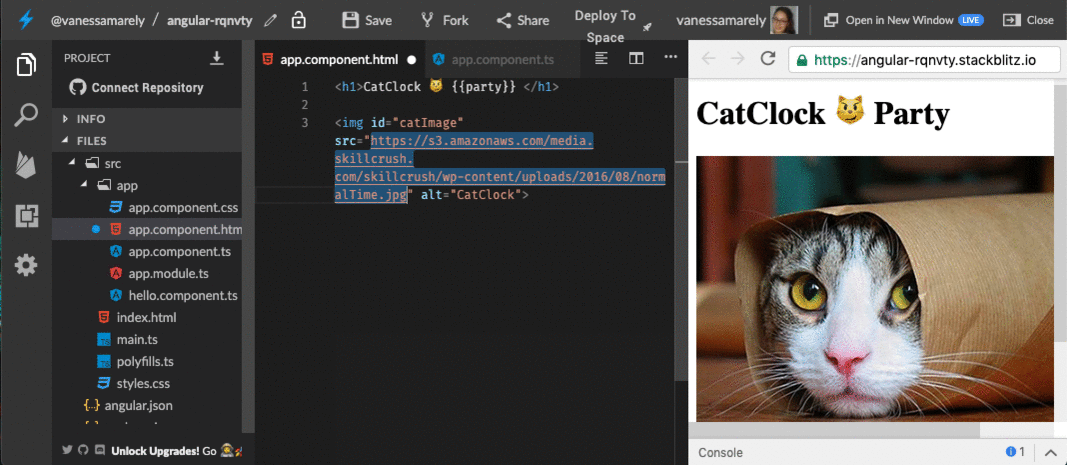 @vanessamarely / angular-rqnvty Save Fork Share Deploy To Space vanessamarely Open in New Window LIVE Close
PROJECT
Connect Repository
INFO
FILES
src
app
app.component.css
app.component.htm
app.component.ts
app.module.ts
hello.component.ts
index.html
main.ts
polyfills.ts
styles.css
{..} angular.json
Unlock Upgrades! Go
app.component.html
app.component.ts
1 <h1>CatClock 😼 {{party}} </h1>
2
3 <img id="catImage"
src="https://s3.amazonaws.com/media.
skillcrush.
com/skillcrush/wp-content/uploads/2016/08/norm
alTime.jpg" alt="CatClock">
https://angular-rqnvty.stackblitz.io
CatClock 😼 Party
Console
1